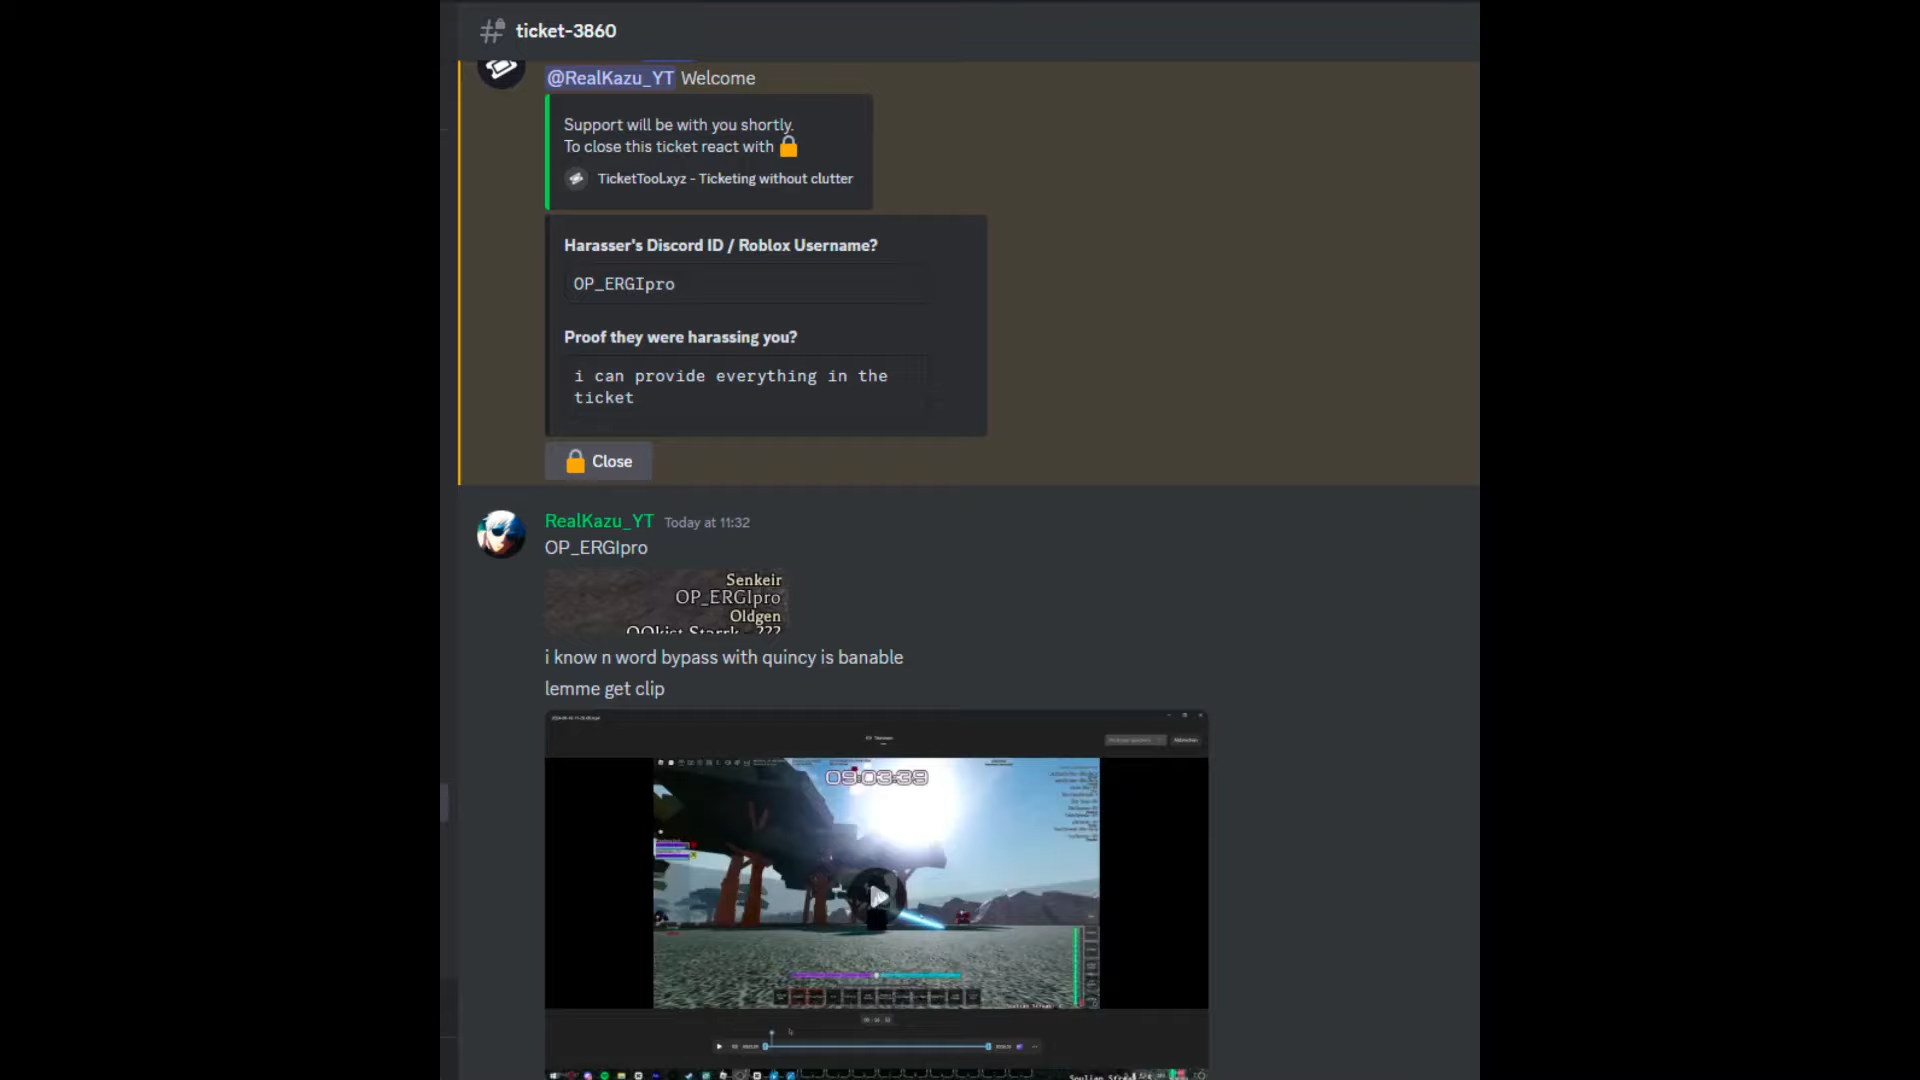 ticket-3860
@RealKazu_YT Welcome
Support will be with you shortly.
To close this ticket react with
TicketTool.xyz - Ticketing without clutter
Harasser's Discord ID / Roblox Username?
OP_ERGIpro
Proof they were harassing you?
i can provide everything in the
ticket
Close
RealKazu_YT Today at 11:32
OP_ERGIpro
Senkeir
OP_ERGIpro
Oldgen
i know n word bypass with quincy is banable
lemme get clip
09:03:39